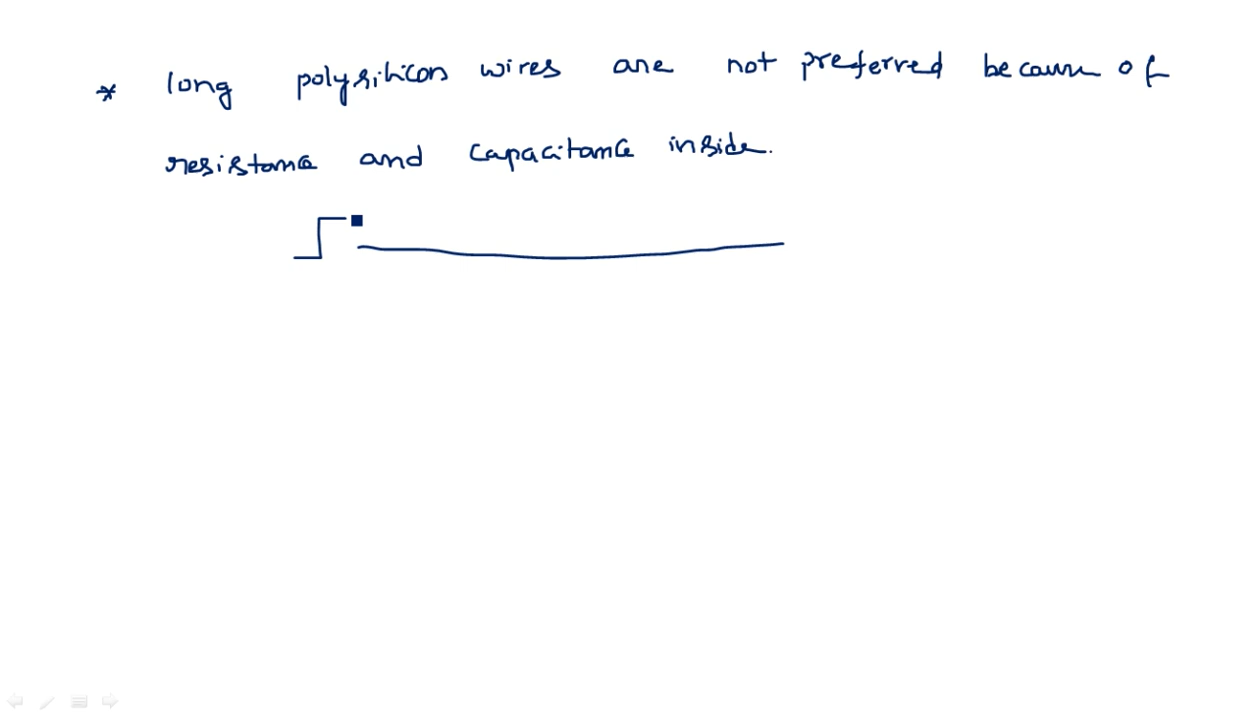 * long polysilicon wires are not preferred because of
resistance and capacitance inside.